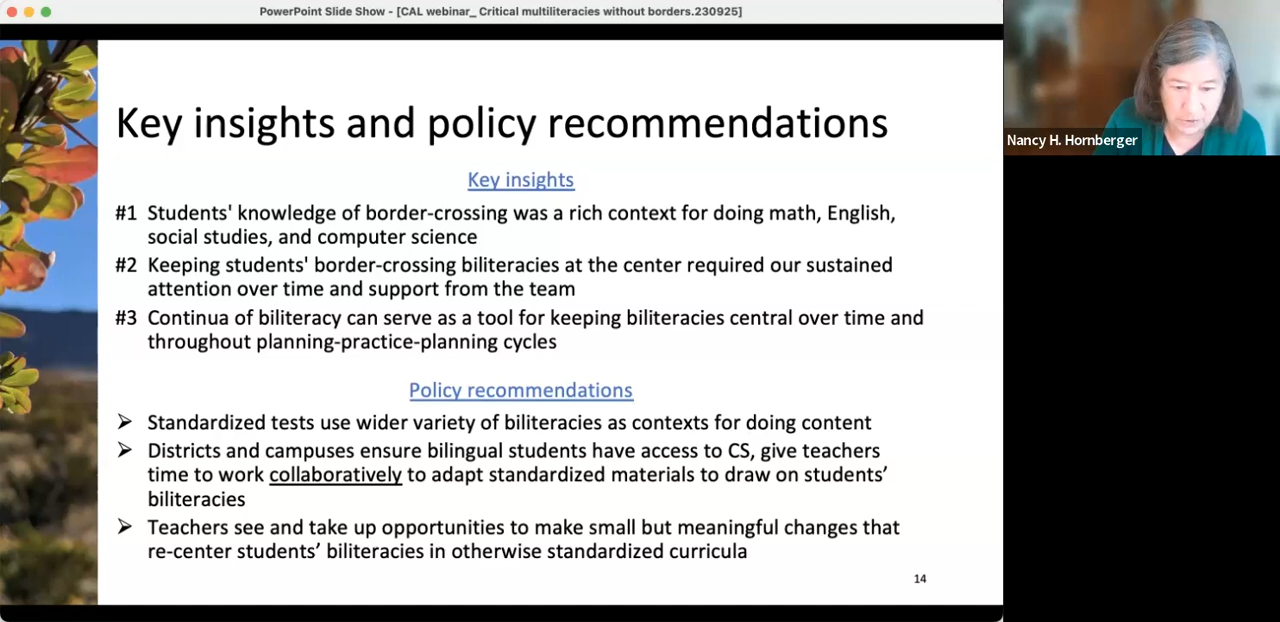 PowerPoint Slide Show - [CAL webinar_ Critical multiliteracies without borders.230925]
Key insights and policy recommendations
Key insights
#1 Students' knowledge of border-crossing was a rich context for doing math, English,
social studies, and computer science
#2 Keeping students' border-crossing biliteracies at the center required our sustained
attention over time and support from the team
#3 Continua of biliteracy can serve as a tool for keeping biliteracies central over time and
throughout planning-practice-planning cycles
Policy recommendations
➢ Standardized tests use wider variety of biliteracies as contexts for doing content
➢ Districts and campuses ensure bilingual students have access to CS, give teachers
time to work collaboratively to adapt standardized materials to draw on students’
biliteracies
➢ Teachers see and take up opportunities to make small but meaningful changes that
re-center students’ biliteracies in otherwise standardized curricula
14
Nancy H. Hornberger